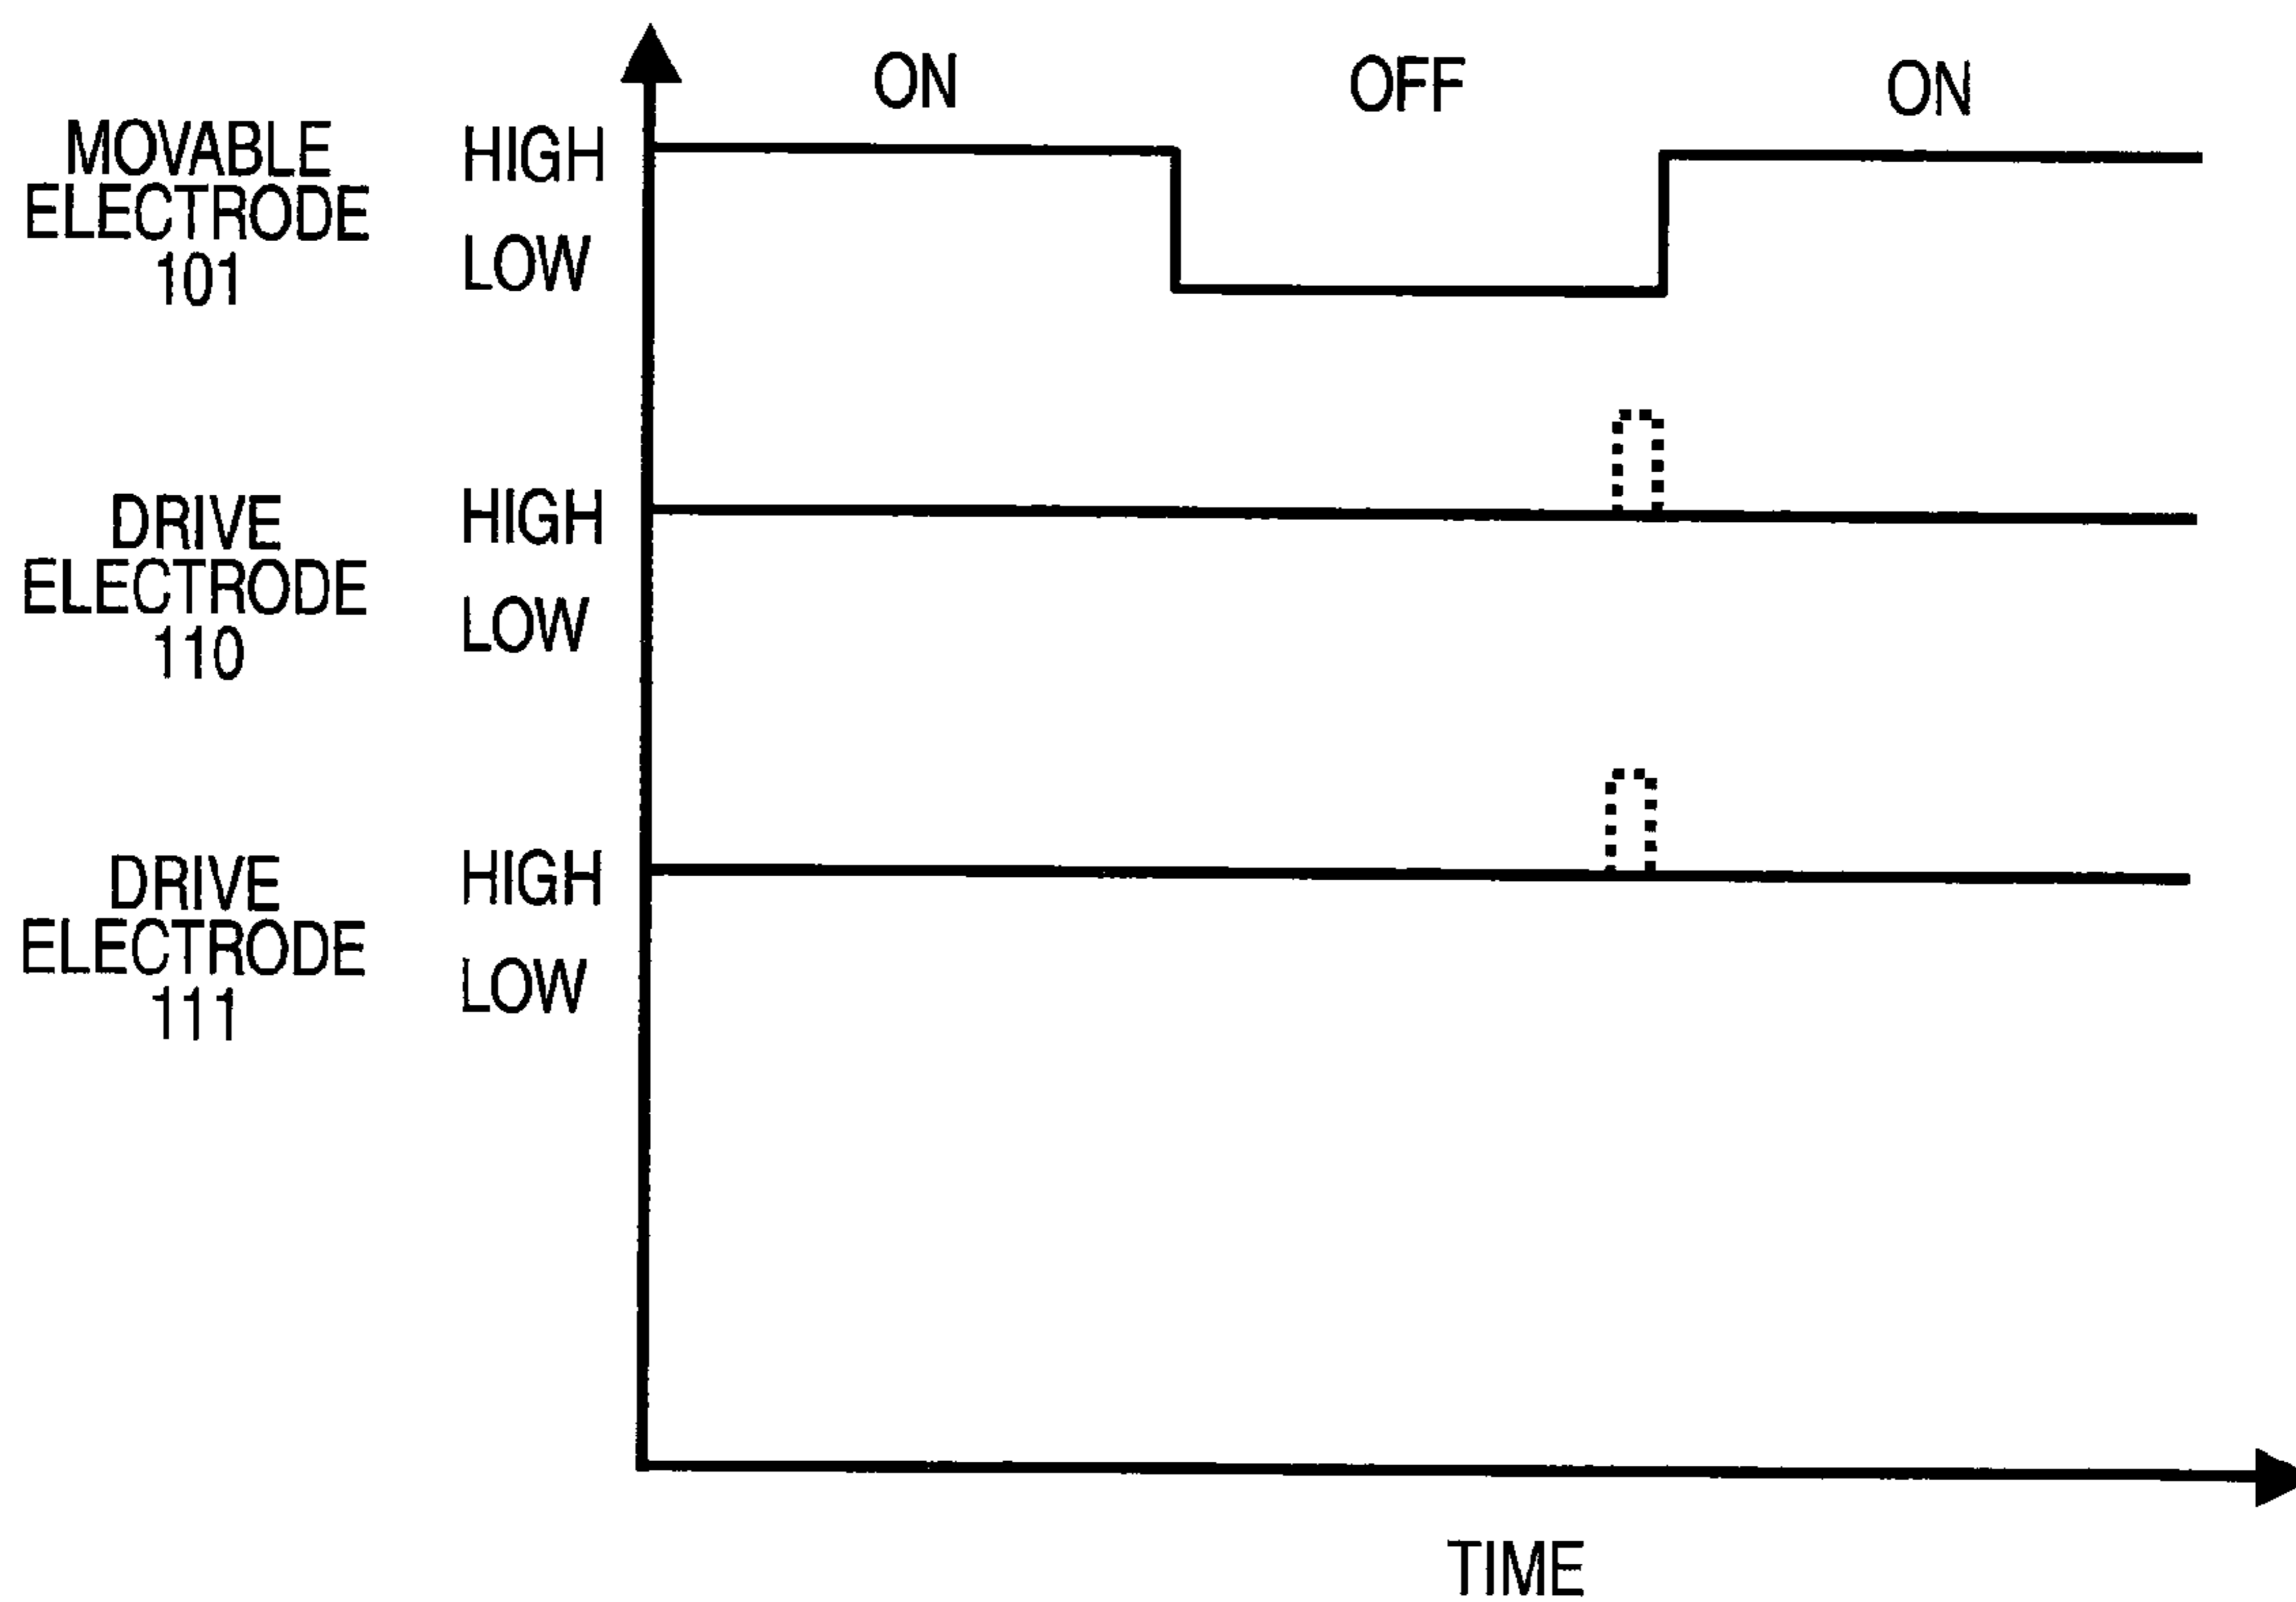 ON
OFF
ON
MOVABLE
ELECTRODE
101
HIGH
LOW
DRIVE
ELECTRODE
110
HIGH
LOW
DRIVE
ELECTRODE
111
HIGH
LOW
TIME